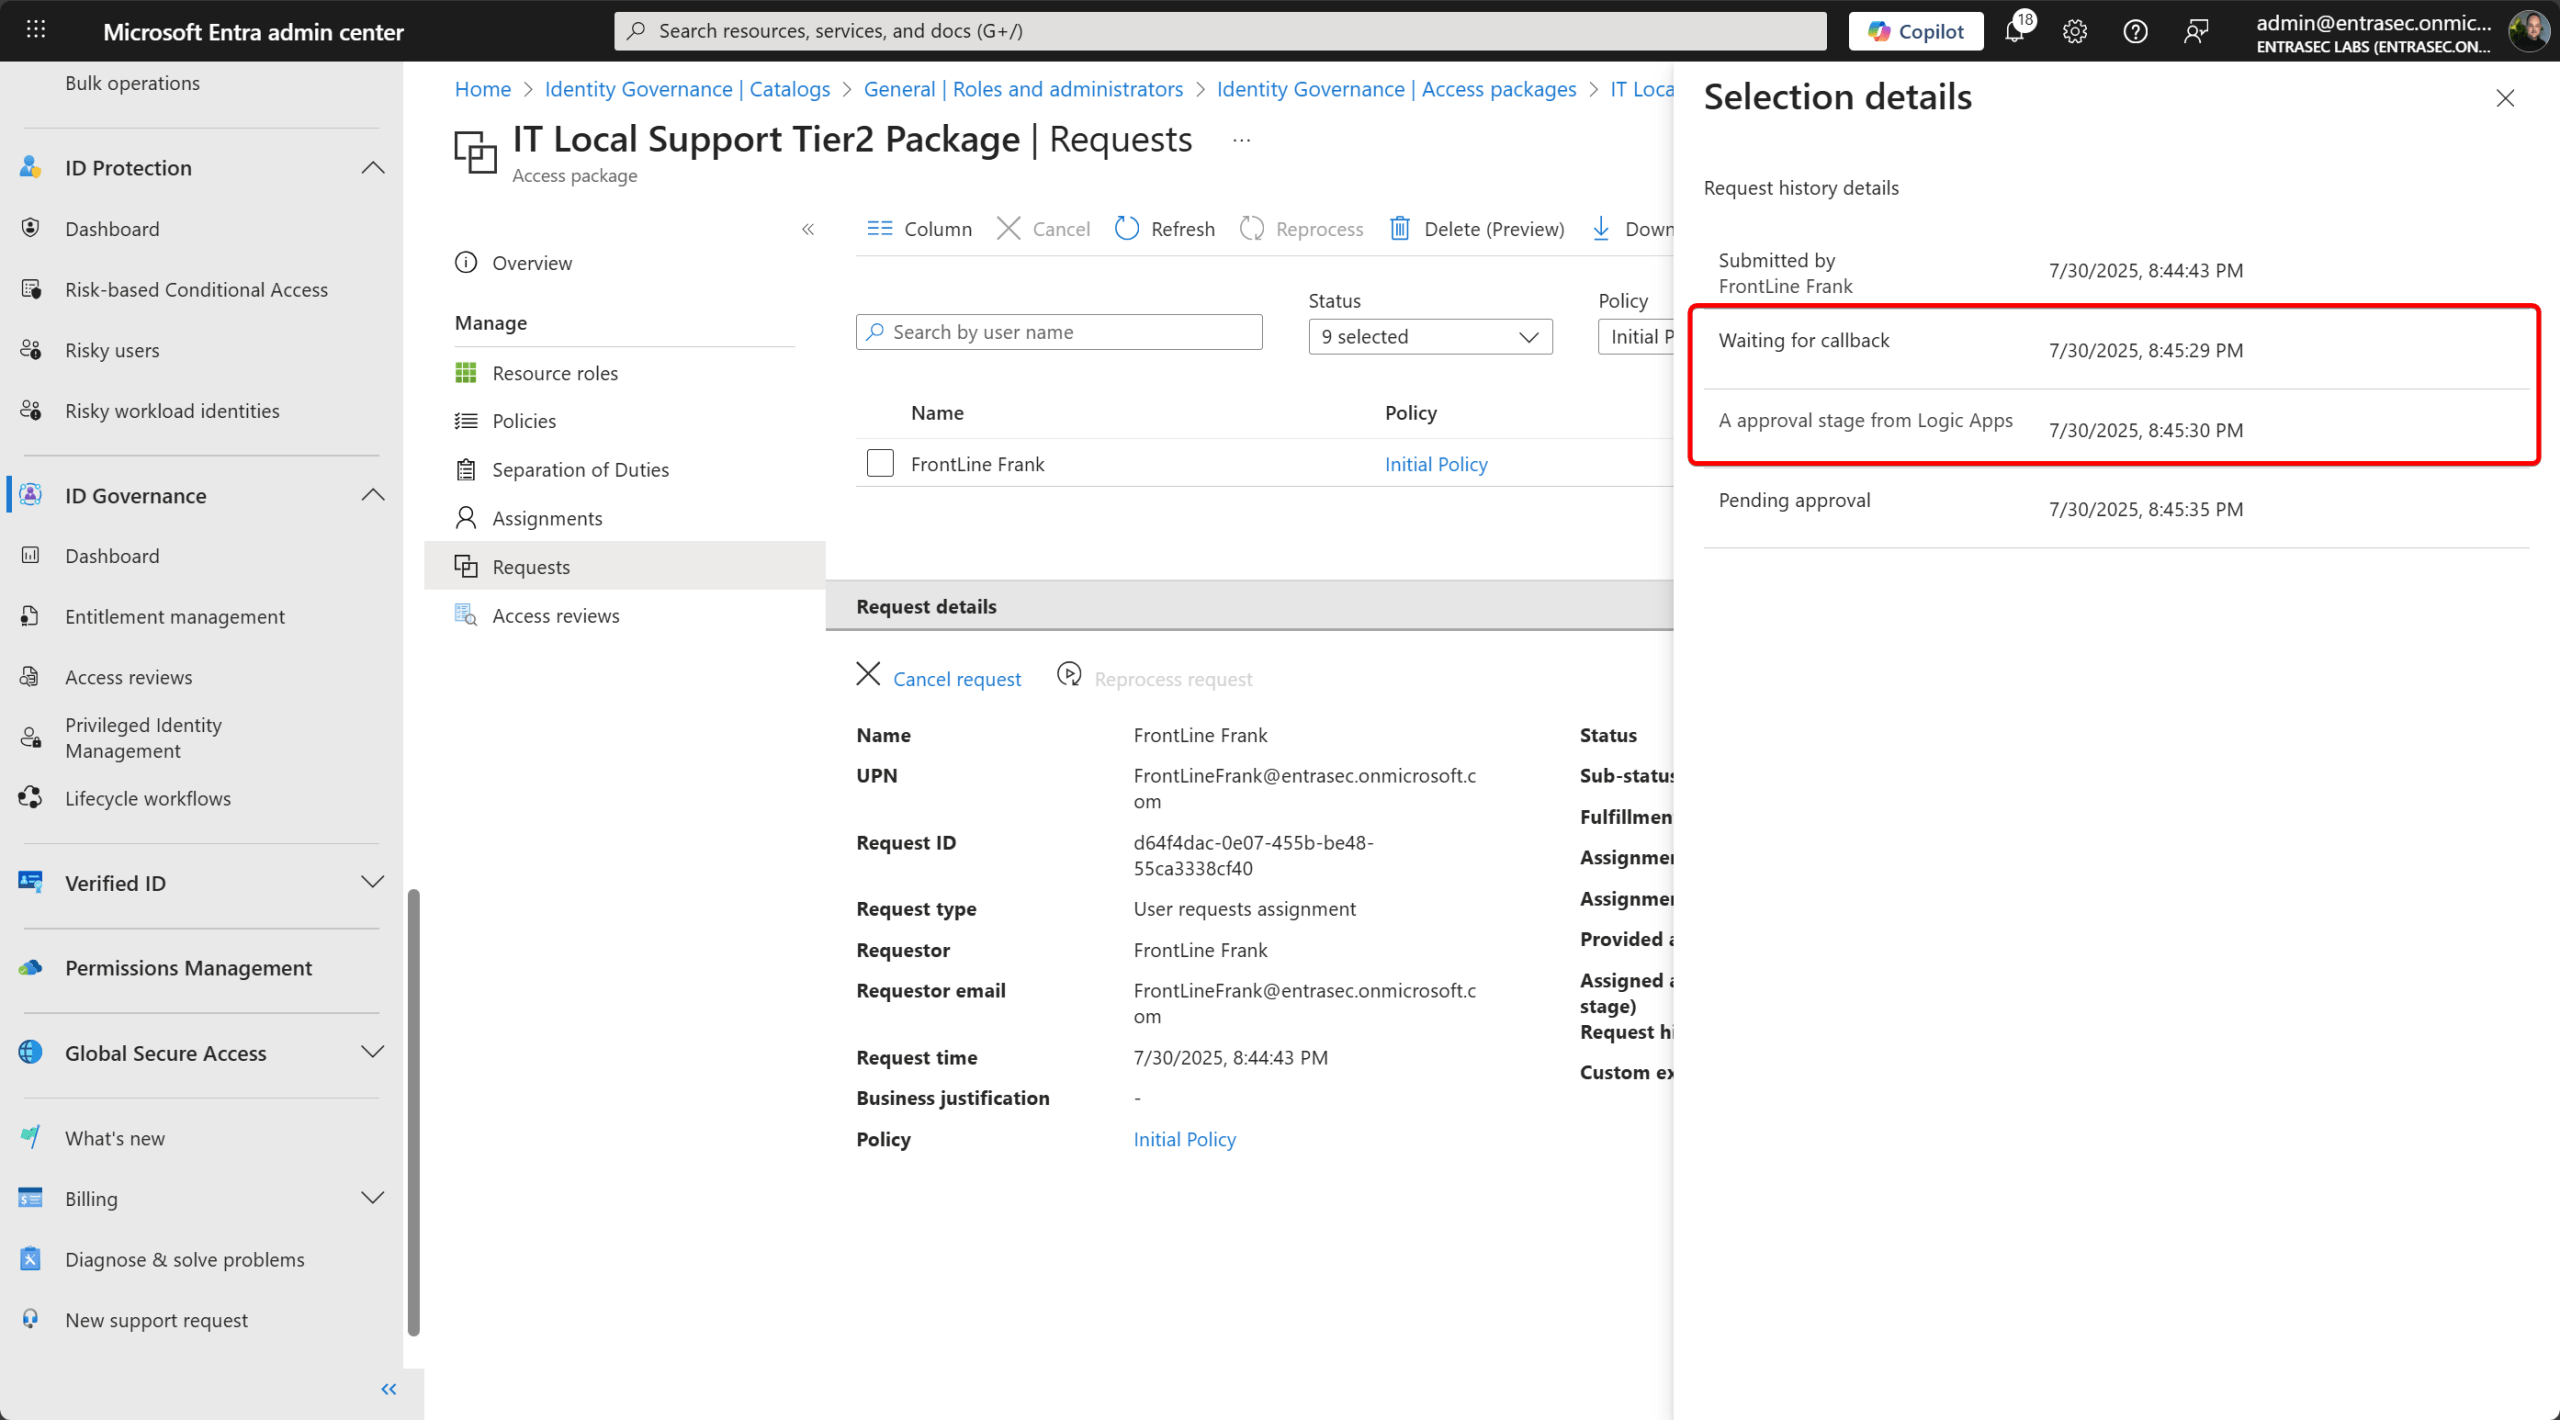 Microsoft Entra admin center
Search resources, services, and docs (G+/)
Copilot
18
admin@entrasec.onmic...
ENTRASEC LABS (ENTRASEC.ON...
Bulk operations
ID Protection
Dashboard
Risk-based Conditional Access
Risky users
Risky workload identities
ID Governance
Dashboard
Entitlement management
Access reviews
Privileged Identity
Management
Lifecycle workflows
Verified ID
Permissions Management
Global Secure Access
What's new
Billing
Diagnose & solve problems
New support request
Home > Identity Governance | Catalogs > General | Roles and administrators > Identity Governance | Access packages > IT Loca
IT Local Support Tier2 Package | Requests ...
Access package
Overview
Manage
Resource roles
Policies
Separation of Duties
Assignments
Requests
Access reviews
Column Cancel Refresh Reprocess Delete (Preview) Down
Status Policy
Search by user name 9 selected Initial P
Name Policy
FrontLine Frank Initial Policy
Request details
Cancel request Reprocess request
Name FrontLine Frank
UPN FrontLineFrank@entrasec.onmicrosoft.c
om
Request ID d64f4dac-0e07-455b-be48-
55ca3338cf40
Request type User requests assignment
Requestor FrontLine Frank
Requestor email FrontLineFrank@entrasec.onmicrosoft.c
om
Request time 7/30/2025, 8:44:43 PM
Business justification -
Policy Initial Policy
Status
Sub-status
Fulfillmen
Assignmer
Assignmer
Provided a
Assigned a
stage)
Request hi
Custom ex
Selection details
Request history details
Submitted by
FrontLine Frank 7/30/2025, 8:44:43 PM
Waiting for callback 7/30/2025, 8:45:29 PM
A approval stage from Logic Apps 7/30/2025, 8:45:30 PM
Pending approval 7/30/2025, 8:45:35 PM